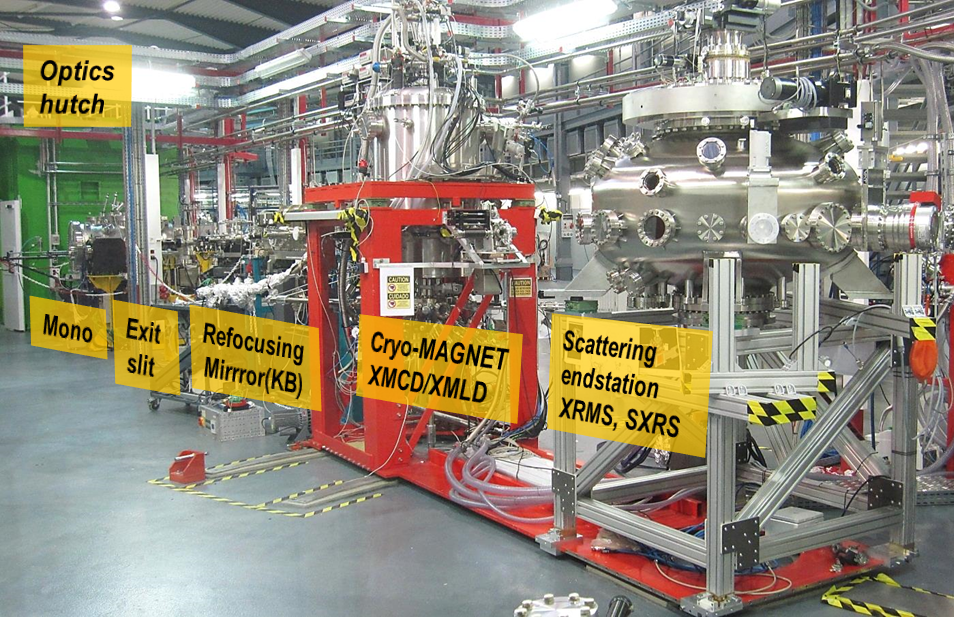 Optics
hutch
Mono
Exit
slit
Refocusing
Mirrror(KB)
Cryo-MAGNET
XMCD/XMLD
Scattering
endstation
XRMS, SXRS
CAUTION
CUIDADO
CAUTION